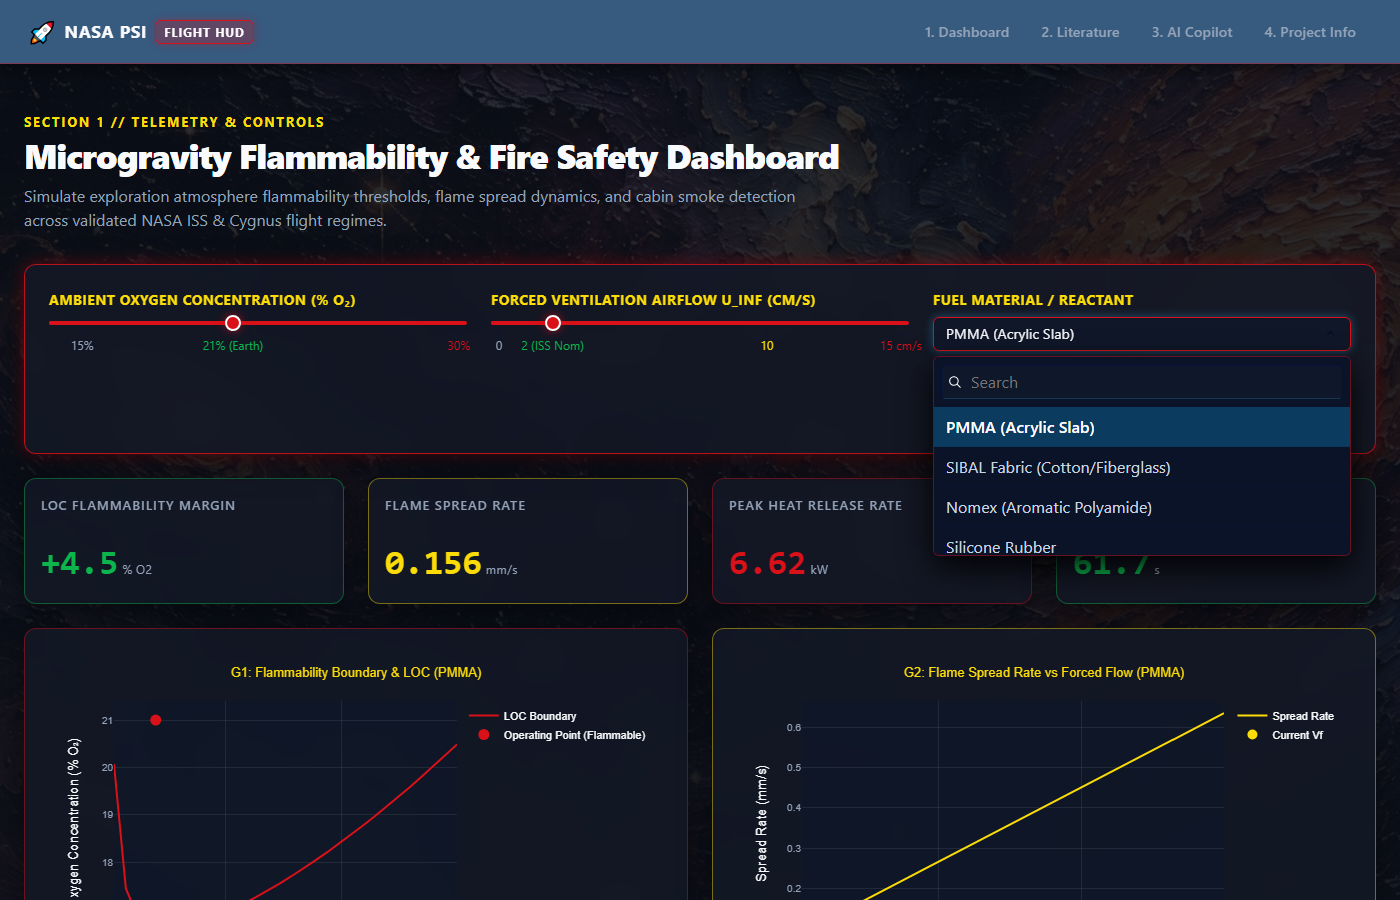 NASA PSI
FLIGHT HUD
1. Dashboard
2. Literature
3. AI Copilot
4. Project Info
SECTION 1 // TELEMETRY & CONTROLS
Microgravity Flammability & Fire Safety Dashboard
Simulate exploration atmosphere flammability thresholds, flame spread dynamics, and cabin smoke detection
across validated NASA ISS & Cygnus flight regimes.
AMBIENT OXYGEN CONCENTRATION (% O₂)
15%
21% (Earth)
30%
FORCED VENTILATION AIRFLOW U_INF (CM/S)
0
2 (ISS Nom)
10
15 cm/s
FUEL MATERIAL / REACTANT
PMMA (Acrylic Slab)
Search
PMMA (Acrylic Slab)
SIBAL Fabric (Cotton/Fiberglass)
Nomex (Aromatic Polyamide)
Silicone Rubber
LOC FLAMMABILITY MARGIN
+4.5 % O2
FLAME SPREAD RATE
0.156 mm/s
PEAK HEAT RELEASE RATE
6.62 kW
61.7 s
G1: Flammability Boundary & LOC (PMMA)
LOC Boundary
Operating Point (Flammable)
21
20
19
18
Concentration (% O₂)
G2: Flame Spread Rate vs Forced Flow (PMMA)
Spread Rate
Current Vf
0.6
0.5
0.4
0.3
0.2
Spread Rate (mm/s)